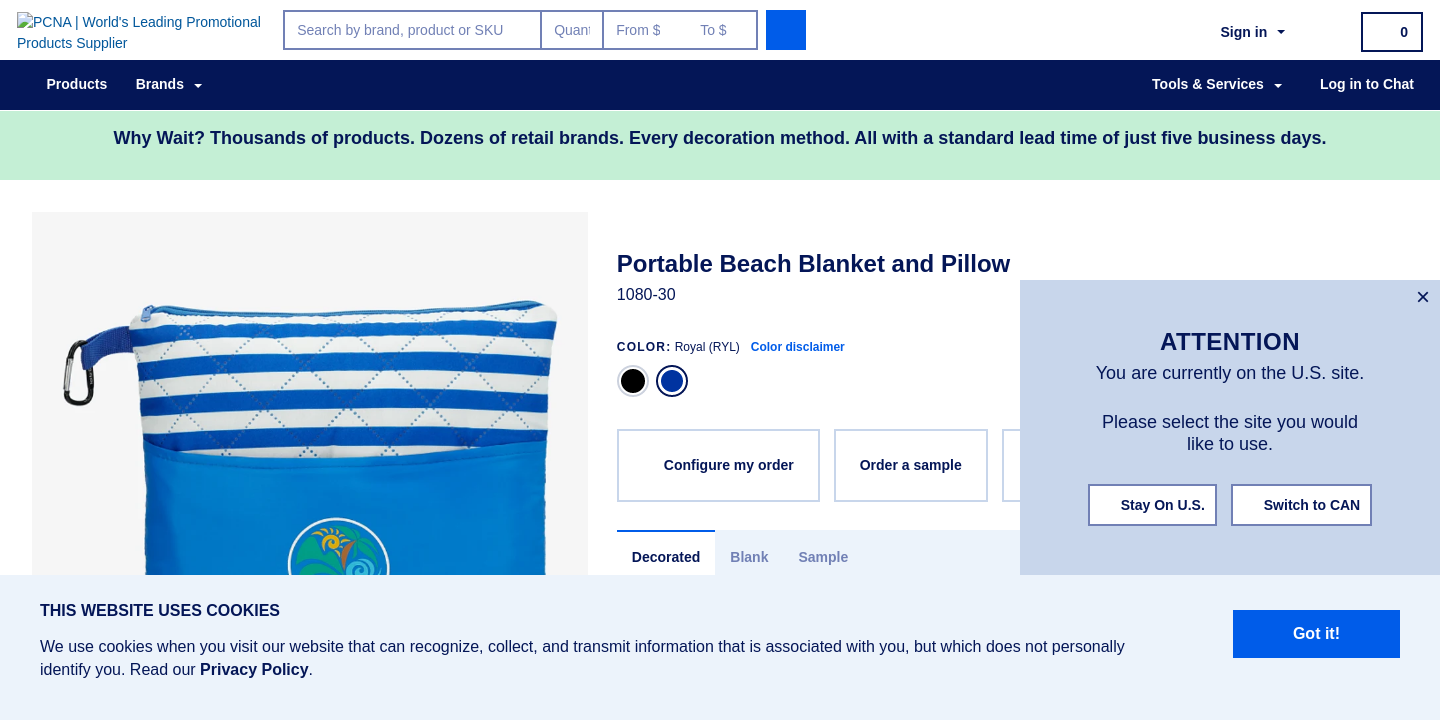 PCNA | World's Leading Promotional
Products Supplier
Search by brand, product or SKU
Quant
From $
To $
Sign in
0
Products
Brands
Tools & Services
Log in to Chat
Why Wait? Thousands of products. Dozens of retail brands. Every decoration method. All with a standard lead time of just five business days.
Portable Beach Blanket and Pillow
1080-30
COLOR: Royal (RYL) Color disclaimer
Configure my order
Order a sample
Decorated
Blank
Sample
×
ATTENTION
You are currently on the U.S. site.
Please select the site you would
like to use.
Stay On U.S.
Switch to CAN
THIS WEBSITE USES COOKIES
We use cookies when you visit our website that can recognize, collect, and transmit information that is associated with you, but which does not personally
identify you. Read our Privacy Policy.
Got it!